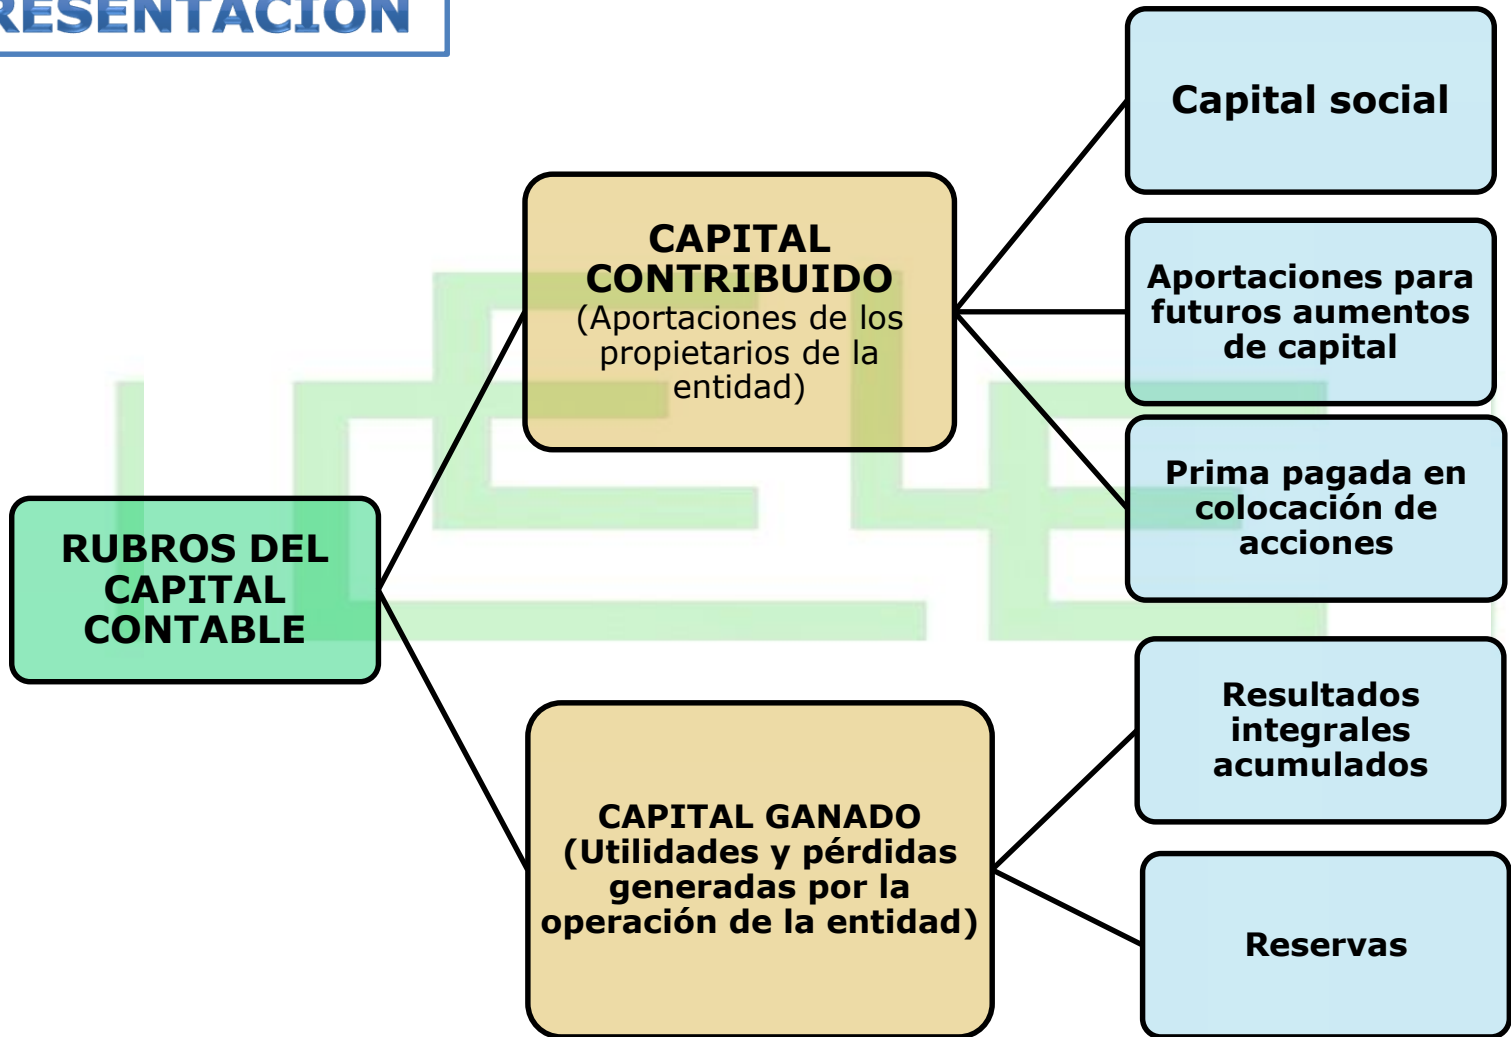 RESENTACIÓN
RUBROS DEL
CAPITAL
CONTABLE
CAPITAL
CONTRIBUIDO
(Aportaciones de los
propietarios de la
entidad)
Capital social
Aportaciones para
futuros aumentos
de capital
Prima pagada en
colocación de
acciones
CAPITAL GANADO
(Utilidades y pérdidas
generadas por la
operación de la entidad)
Resultados
integrales
acumulados
Reservas